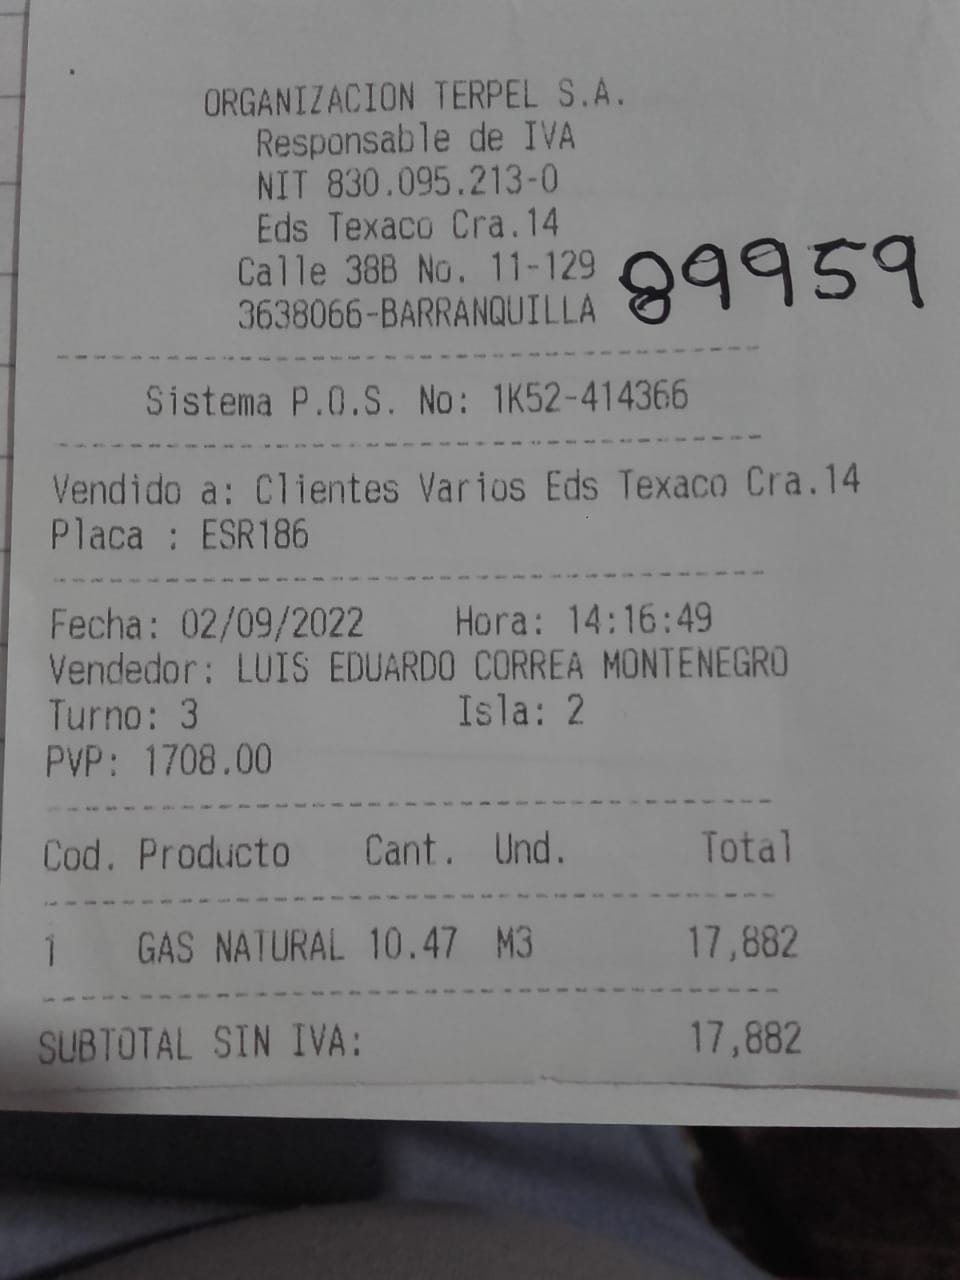 ORGANIZACION TERPEL S.A.
Responsable de IVA
NIT 830.095.213-0
Eds Texaco Cra.14
Calle 38B No. 11-129
89959
3638066-BARRANQUILLA
Sistema P.O.S. No: 1K52-414366
Vendido a: Clientes Varios Eds Texaco Cra.14
Placa : ESR186
Fecha: 02/09/2022 Hora: 14:16:49
Vendedor: LUIS EDUARDO CORREA MONTENEGRO
Turno: 3 Isla: 2
PVP: 1708.00
Cod. Producto Cant. Und. Total
1 GAS NATURAL 10.47 M3 17,882
SUBTOTAL SIN IVA: 17,882